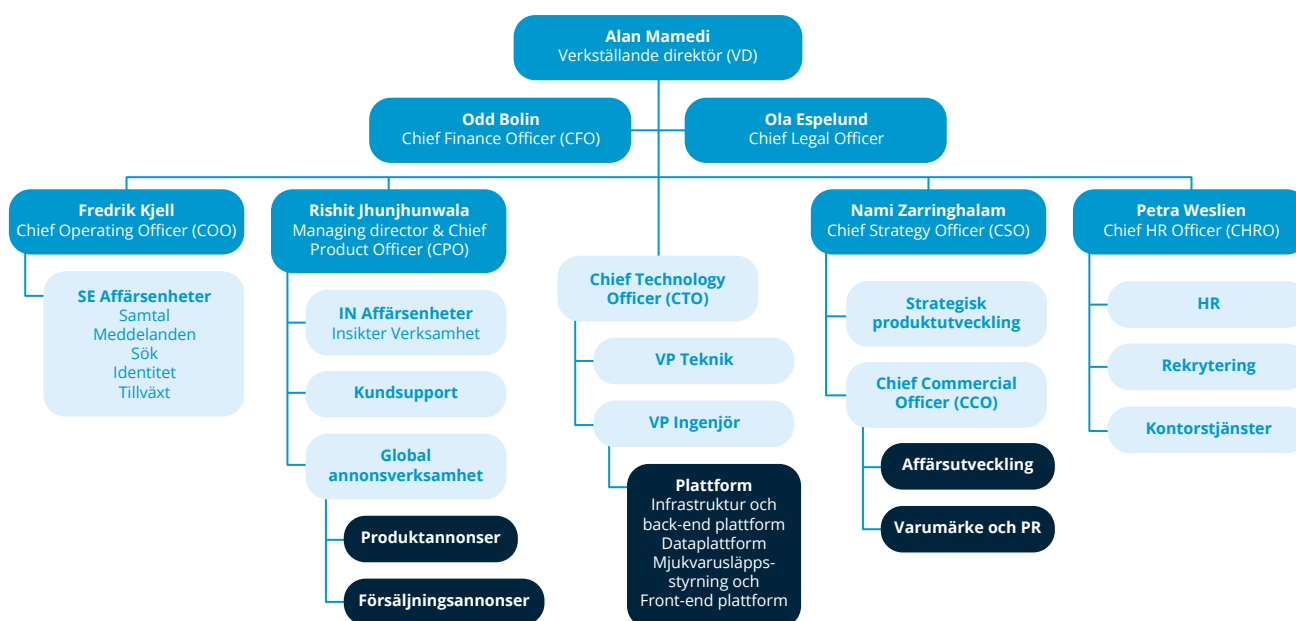 Alan Mamedi
Verkställande direktör (VD)
Odd Bolin
Chief Finance Officer (CFO)
Ola Espelund
Chief Legal Officer
Fredrik Kjell
Chief Operating Officer (COO)
SE Affärsenheter
Samtal
Meddelanden
Sök
Identitet
Tillväxt
Rishit Jhunjhunwala
Managing director & Chief
Product Officer (CPO)
IN Affärsenheter
Insikter Verksamhet
Kundsupport
Global
annonsverksamhet
Produktannonser
Försäljningsannonser
Chief Technology
Officer (CTO)
VP Teknik
VP Ingenjör
Plattform
Infrastruktur och
back-end plattform
Dataplattform
Mjukvarusläpps-
styrning och
Front-end plattform
Nami Zarringhalam
Chief Strategy Officer (CSO)
Strategisk
produktutveckling
Chief Commercial
Officer (CCO)
Affärsutveckling
Varumärke och PR
Petra Weslien
Chief HR Officer (CHRO)
HR
Rekrytering
Kontorstjänster